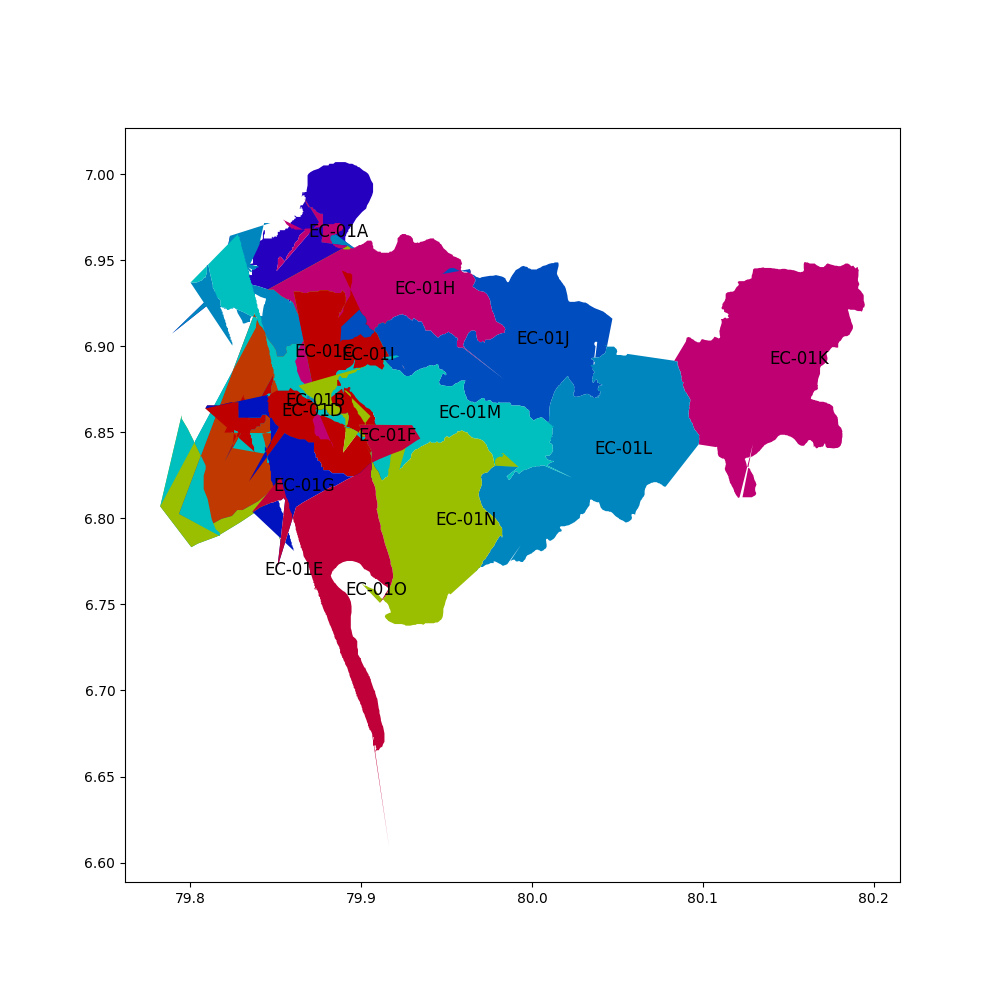 7.00
EC-01A
6.95
EC-01H
EC-01J
6.90
EC-01C
EC-01I
EC-01K
EC-01B
EC-01D
EC-01M
6.85
EC-01F
EC-01L
EC-01G
6.80
EC-01N
EC-01E
EC-01O
6.75
6.70
6.65
6.60
79.8 79.9 80.0 80.1 80.2